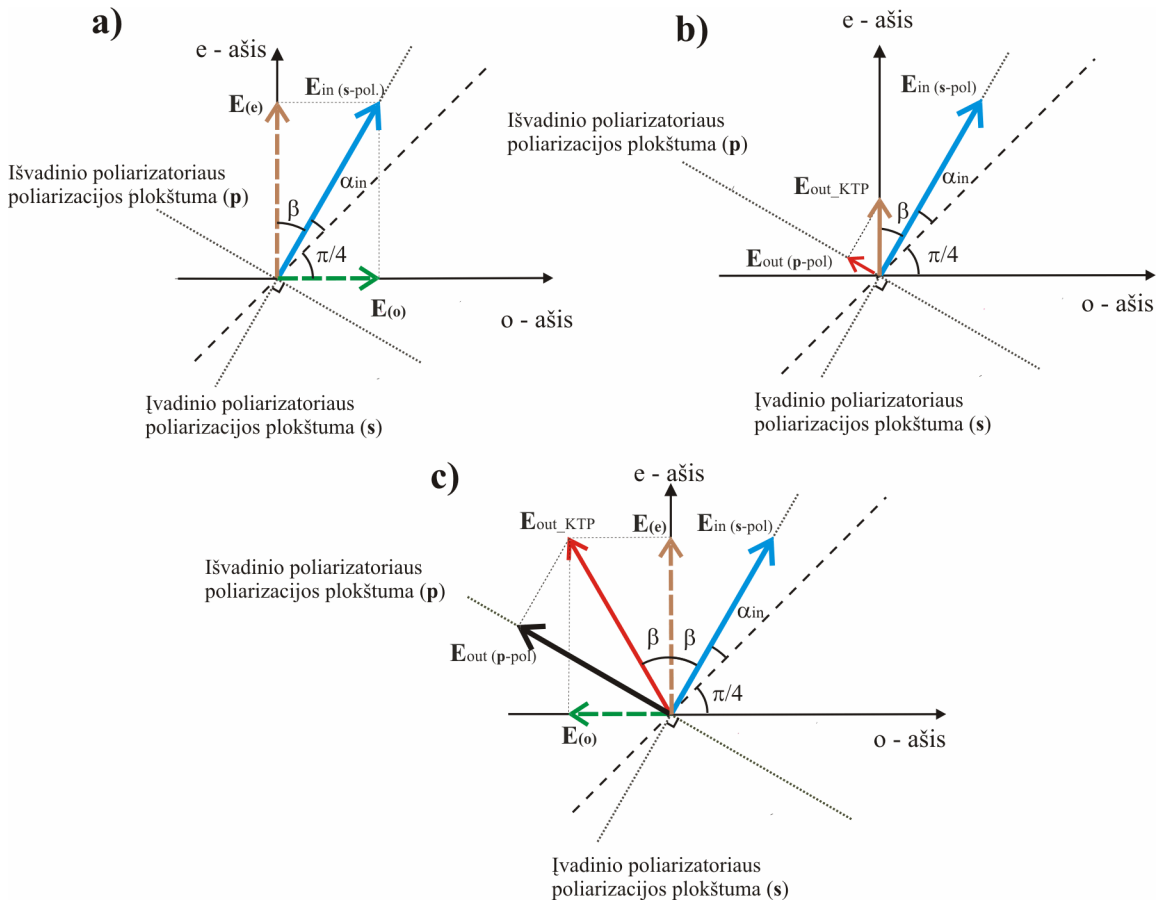 a)
e - ašis
E(e)
Ein (s-pol.)
Išvadinio poliarizatoriaus
poliarizacijos plokštuma (p)
αin
β
π/4
E(o)
o - ašis
Įvadinio poliarizatoriaus
poliarizacijos plokštuma (s)
b)
e - ašis
Ein (s-pol)
Išvadinio poliarizatoriaus
poliarizacijos plokštuma (p)
Eout_KTP
αin
β
Eout (p-pol)
π/4
o - ašis
Įvadinio poliarizatoriaus
poliarizacijos plokštuma (s)
c)
e - ašis
Eout_KTP
E(e)
Ein (s-pol)
Išvadinio poliarizatoriaus
poliarizacijos plokštuma (p)
αin
β β
Eout (p-pol)
π/4
E(o)
o - ašis
Įvadinio poliarizatoriaus
poliarizacijos plokštuma (s)